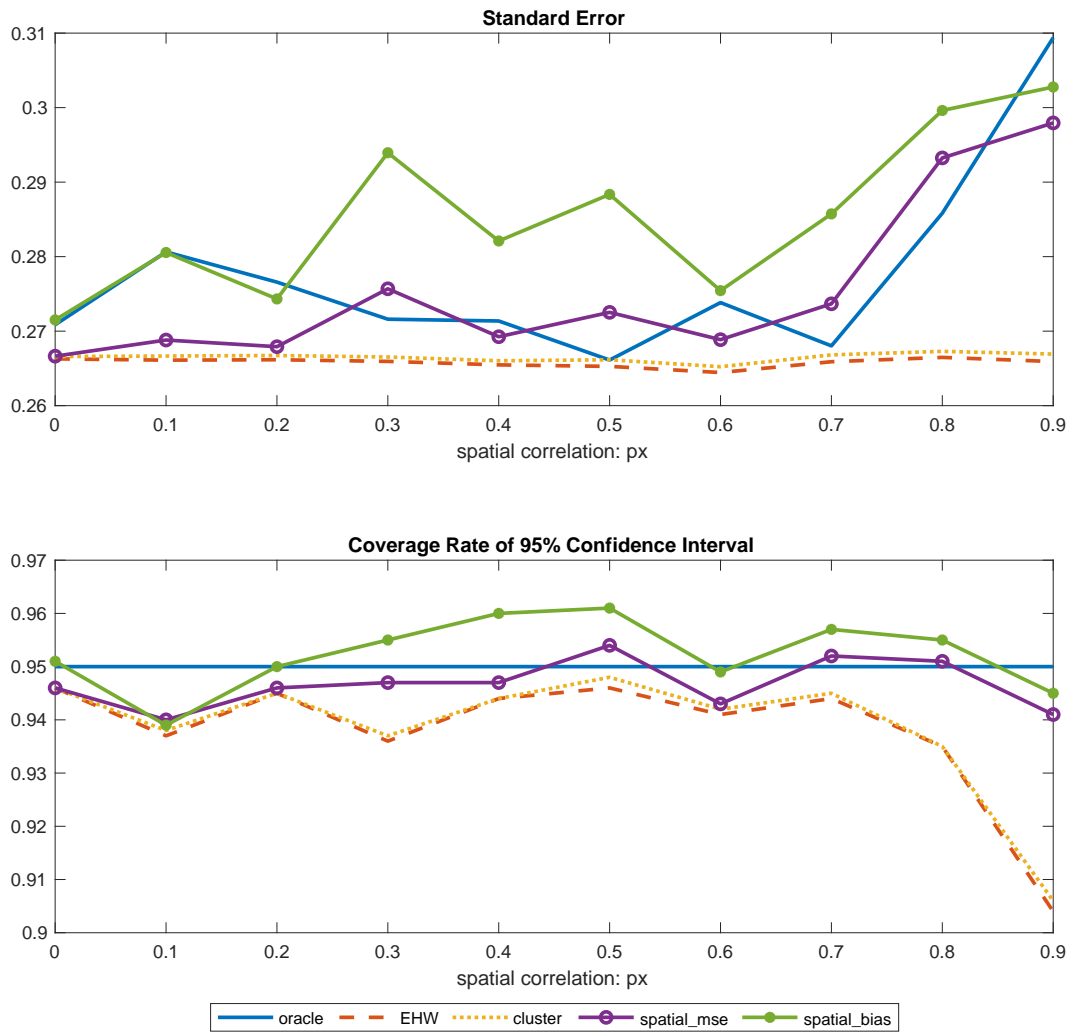 Standard Error
0.31
0.3
0.29
0.28
0.27
0.26
0 0.1 0.2 0.3 0.4 0.5 0.6 0.7 0.8 0.9
spatial correlation: px
Coverage Rate of 95% Confidence Interval
0.97
0.96
0.95
0.94
0.93
0.92
0.91
0.9
0 0.1 0.2 0.3 0.4 0.5 0.6 0.7 0.8 0.9
spatial correlation: px
oracle EHW cluster spatial_mse spatial_bias